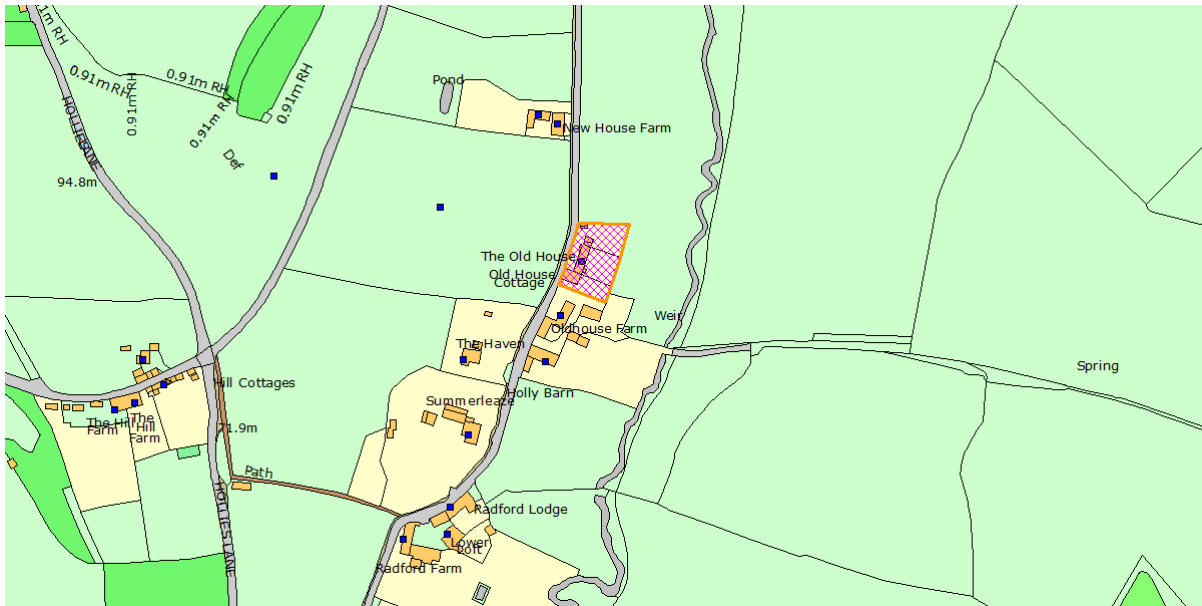 1m RH
0.91m RH
0.91m RH
0.91m RH
0.91m RH
0.91m RH
Pond
HOLLIES LANE
New House Farm
Def
94.8m
The Old House
Old House
Cottage
Weir
Oldhouse Farm
The Haven
Spring
Hill Cottages
Holly Barn
Summerleaze
The Hill
Farm
The
Hill
Farm
71.9m
Path
HOLLIES LANE
Radford Lodge
Lower
Loft
Radford Farm